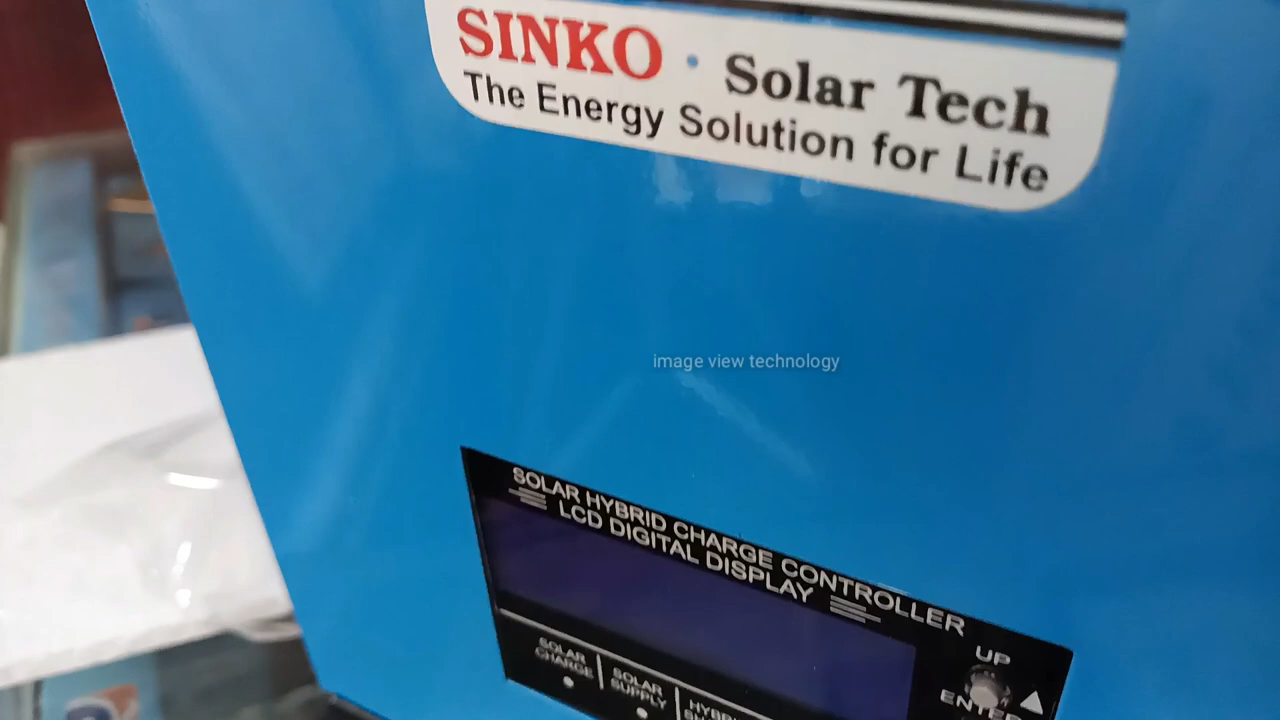 SINKO · Solar Tech
The Energy Solution for Life
image view technology
SOLAR HYBRID CHARGE CONTROLLER
LCD DIGITAL DISPLAY
UP
ENTER
SOLAR
CHARGE
SOLAR
SUPPLY